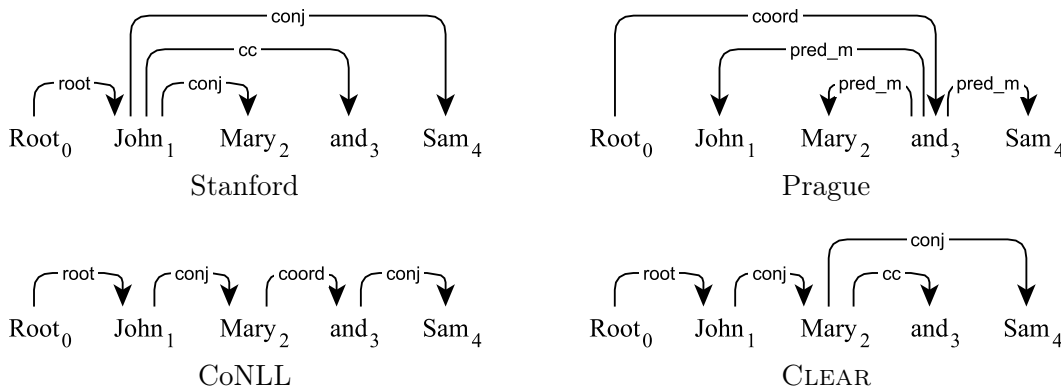 conj coord
cc pred_m
root conj pred_m pred_m
Root0 John1 Mary2 and3 Sam4 Root0 John1 Mary2 and3 Sam4
Stanford Prague
conj
root conj coord conj root conj cc
Root0 John1 Mary2 and3 Sam4 Root0 John1 Mary2 and3 Sam4
CoNLL CLEAR